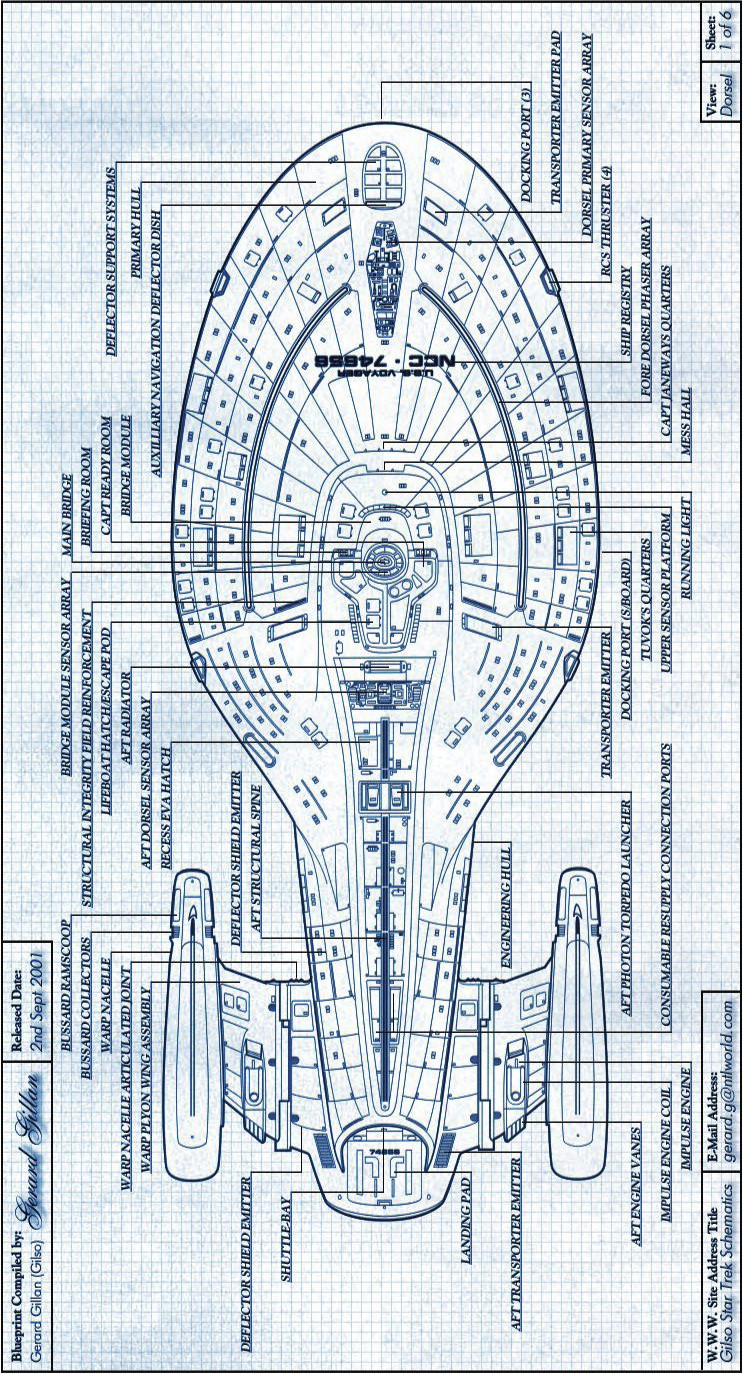 Blueprint Compiled by:
Gerard Gillan (Gilso)
Gerard Gillan
Released Date:
2nd Sept 2001
BUSSARD RAMSCOOP
BUSSARD COLLECTORS
WARP NACELLE
WARP NACELLE ARTICULATED JOINT
WARP PLYON WING ASSEMBLY
DEFLECTOR SHIELD EMITTER
SHUTTLE-BAY
DEFLECTOR SHIELD EMITTER
AFT STRUCTURAL SPINE
BRIDGE MODULE SENSOR ARRAY
STRUCTURAL INTEGRITY FIELD REINFORCEMENT
LIFEBOAT HATCH/ESCAPE POD
AFT RADIATOR
AFT DORSEL SENSOR ARRAY
RECESS EVA HATCH
MAIN BRIDGE
BRIEFING ROOM
CAPT READY ROOM
BRIDGE MODULE
DEFLECTOR SUPPORT SYSTEMS
PRIMARY HULL
AUXILLIARY NAVIGATION DEFLECTOR DISH
U.S.S. VOYAGER
NCC - 74656
74656
DOCKING PORT (3)
TRANSPORTER EMITTER PAD
DORSEL PRIMARY SENSOR ARRAY
RCS THRUSTER (4)
SHIP REGISTRY
FORE DORSEL PHASER ARRAY
CAPT JANEWAYS QUARTERS
MESS HALL
RUNNING LIGHT
UPPER SENSOR PLATFORM
TUVOK'S QUARTERS
DOCKING PORT (S/BOARD)
TRANSPORTER EMITTER
CONSUMABLE RESUPPLY CONNECTION PORTS
AFT PHOTON TORPEDO LAUNCHER
ENGINEERING HULL
IMPULSE ENGINE
IMPULSE ENGINE COIL
AFT ENGINE VANES
AFT TRANSPORTER EMITTER
LANDING PAD
W.W.W. Site Address Title
Gilso Star Trek Schematics
E-Mail Address:
gerard.g@ntlworld.com
View:
Dorsel
Sheet:
1 of 6